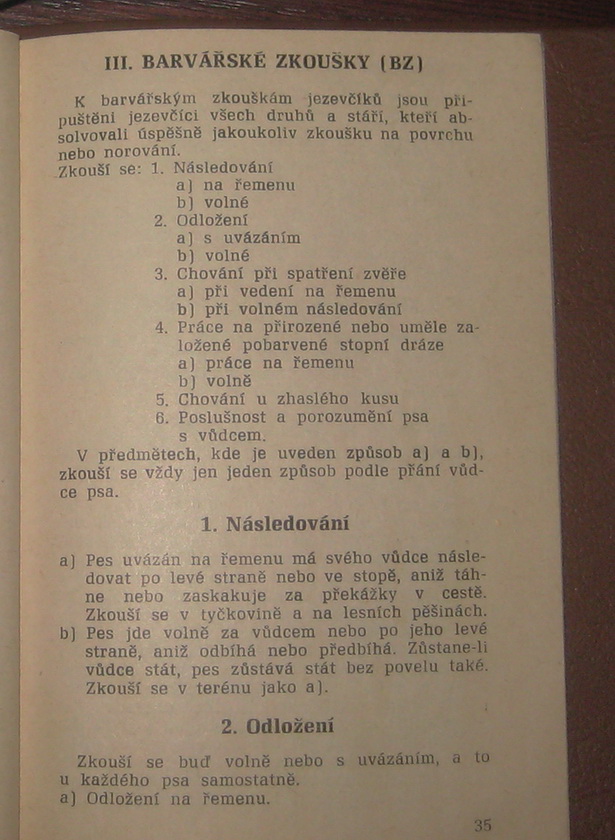 III. BARVÁŘSKÉ ZKOUŠKY (BZ)
K barvářským zkouškám jezevčíků jsou při-
puštěni jezevčíci všech druhů a stáří, kteří ab-
solvovali úspěšně jakoukoliv zkoušku na povrchu
nebo norování.
Zkouší se: 1. Následování
a) na řemenu
b) volné
2. Odložení
a) s uvázáním
b) volné
3. Chování při spatření zvěře
a) při vedení na řemenu
b) při volném následování
4. Práce na přirozené nebo uměle za-
ložené pobarvené stopní dráze
a) práce na řemenu
b) volně
5. Chování u zhaslého kusu
6. Poslušnost a porozumění psa
s vůdcem.
V předmětech, kde je uveden způsob a) a b),
zkouší se vždy jen jeden způsob podle přání vůd-
ce psa.
1. Následování
a) Pes uvázán na řemenu má svého vůdce násle-
dovat po levé straně nebo ve stopě, aniž táh-
ne nebo zaskakuje za překážky v cestě.
Zkouší se v tyčkovině a na lesních pěšinách.
b) Pes jde volně za vůdcem nebo po jeho levé
straně, aniž odbíhá nebo předbíhá. Zůstane-li
vůdce stát, pes zůstává stát bez povelu také.
Zkouší se v terénu jako a).
2. Odložení
Zkouší se buď volně nebo s uvázáním, a to
u každého psa samostatně.
a) Odložení na řemenu.
35